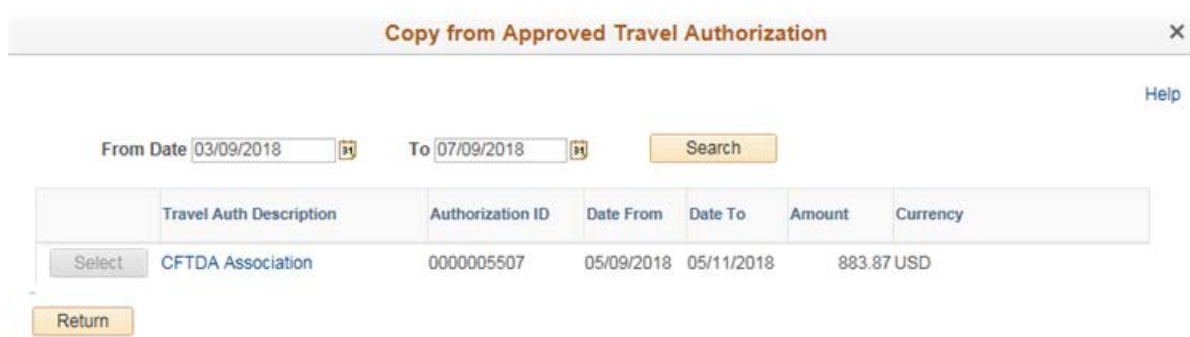 Copy from Approved Travel Authorization ×
Help
From Date 03/09/2018 31 To 07/09/2018 31 Search
Travel Auth Description Authorization ID Date From Date To Amount Currency
Select CFTDA Association 0000005507 05/09/2018 05/11/2018 883.87 USD
Return